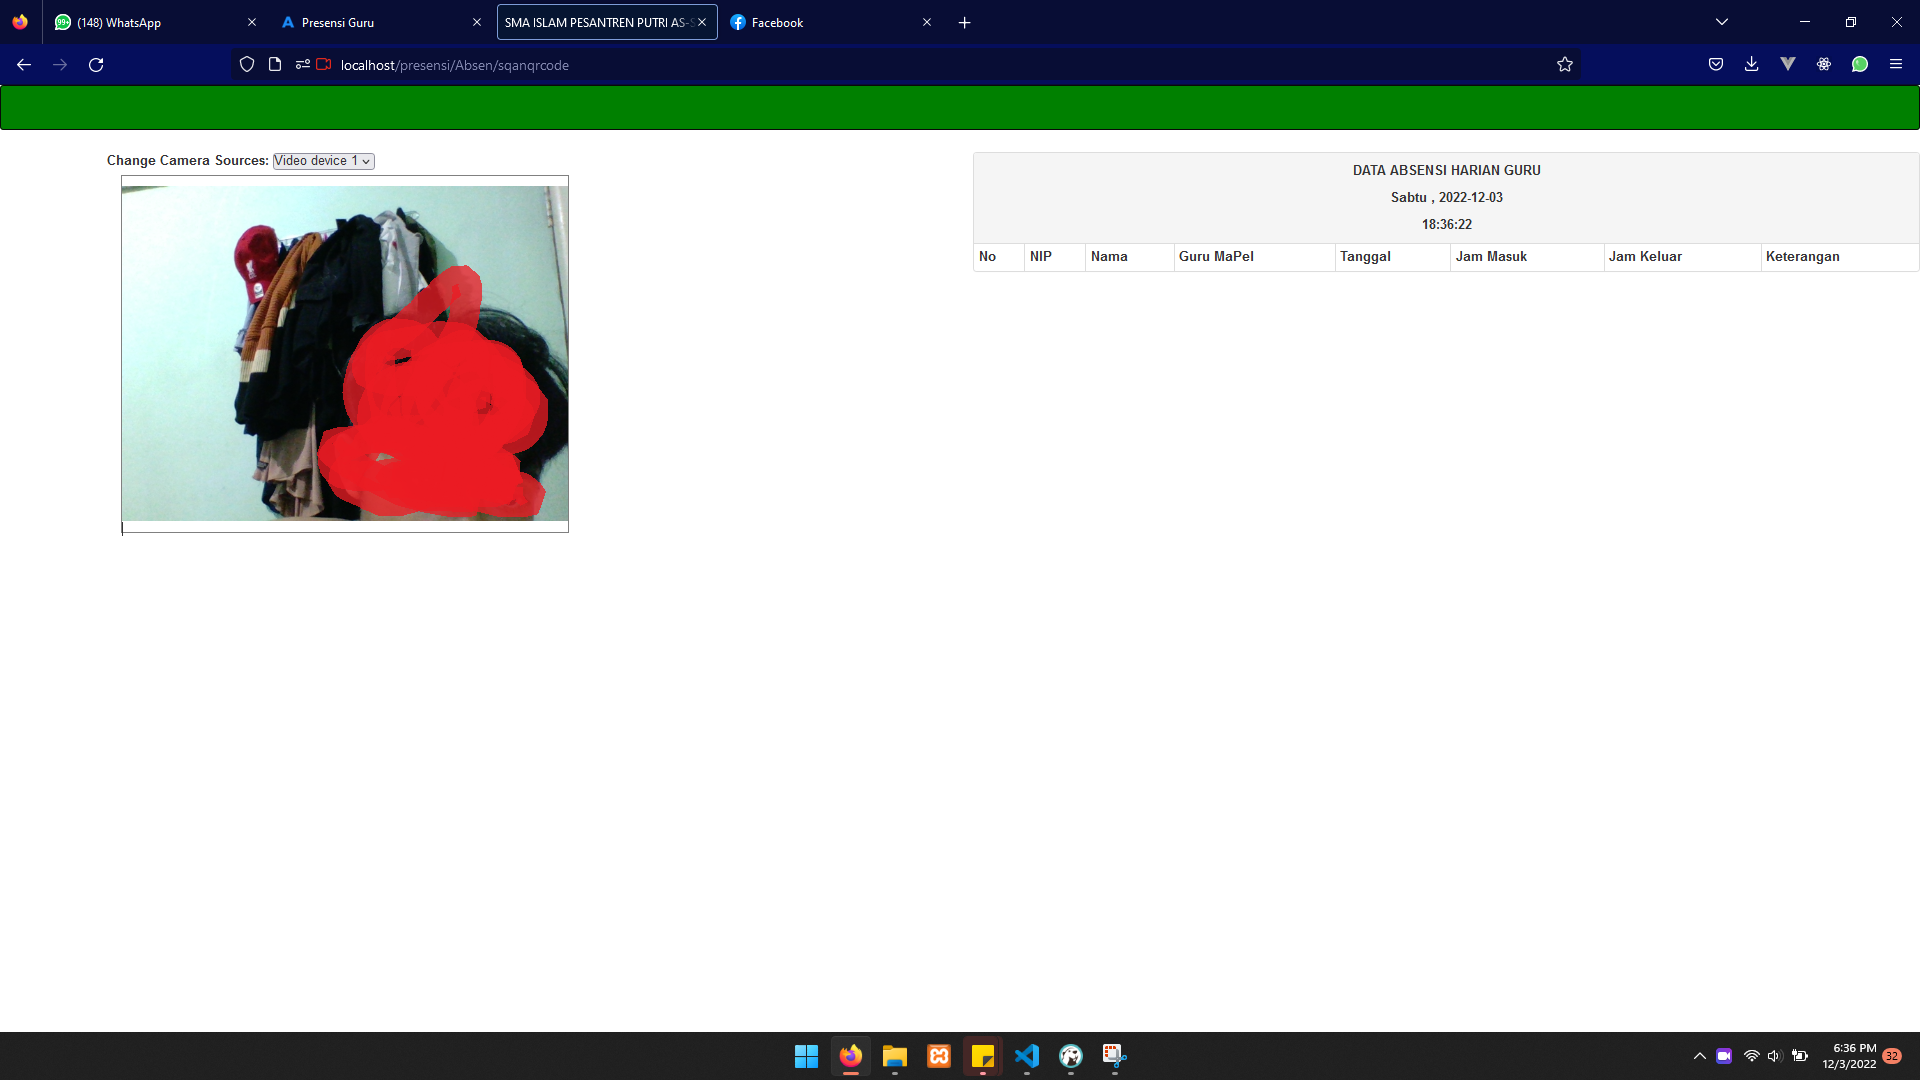 99+ (148) WhatsApp
Presensi Guru
SMA ISLAM PESANTREN PUTRI AS-S
Facebook
localhost/presensi/Absen/sqanqrcode
Change Camera Sources: Video device 1
DATA ABSENSI HARIAN GURU
Sabtu , 2022-12-03
18:36:22
No NIP Nama Guru MaPel Tanggal Jam Masuk Jam Keluar Keterangan
6:36 PM
12/3/2022
32